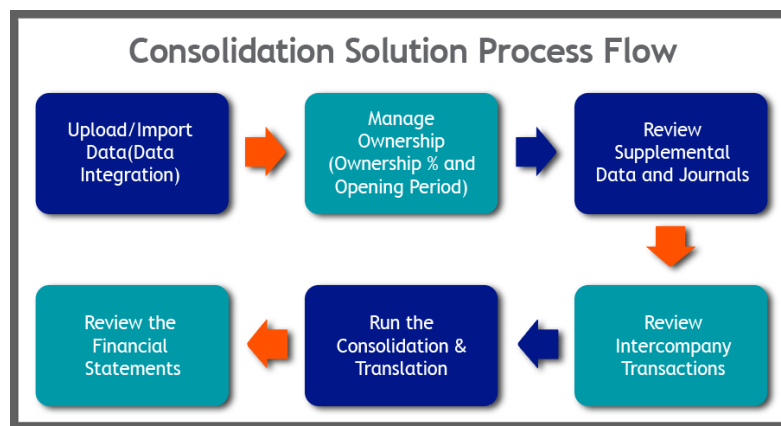 Consolidation Solution Process Flow
Upload/Import
Data(Data
Integration)
Manage
Ownership
(Ownership % and
Opening Period)
Review
Supplemental
Data and Journals
Review
Intercompany
Transactions
Run the
Consolidation &
Translation
Review the
Financial
Statements